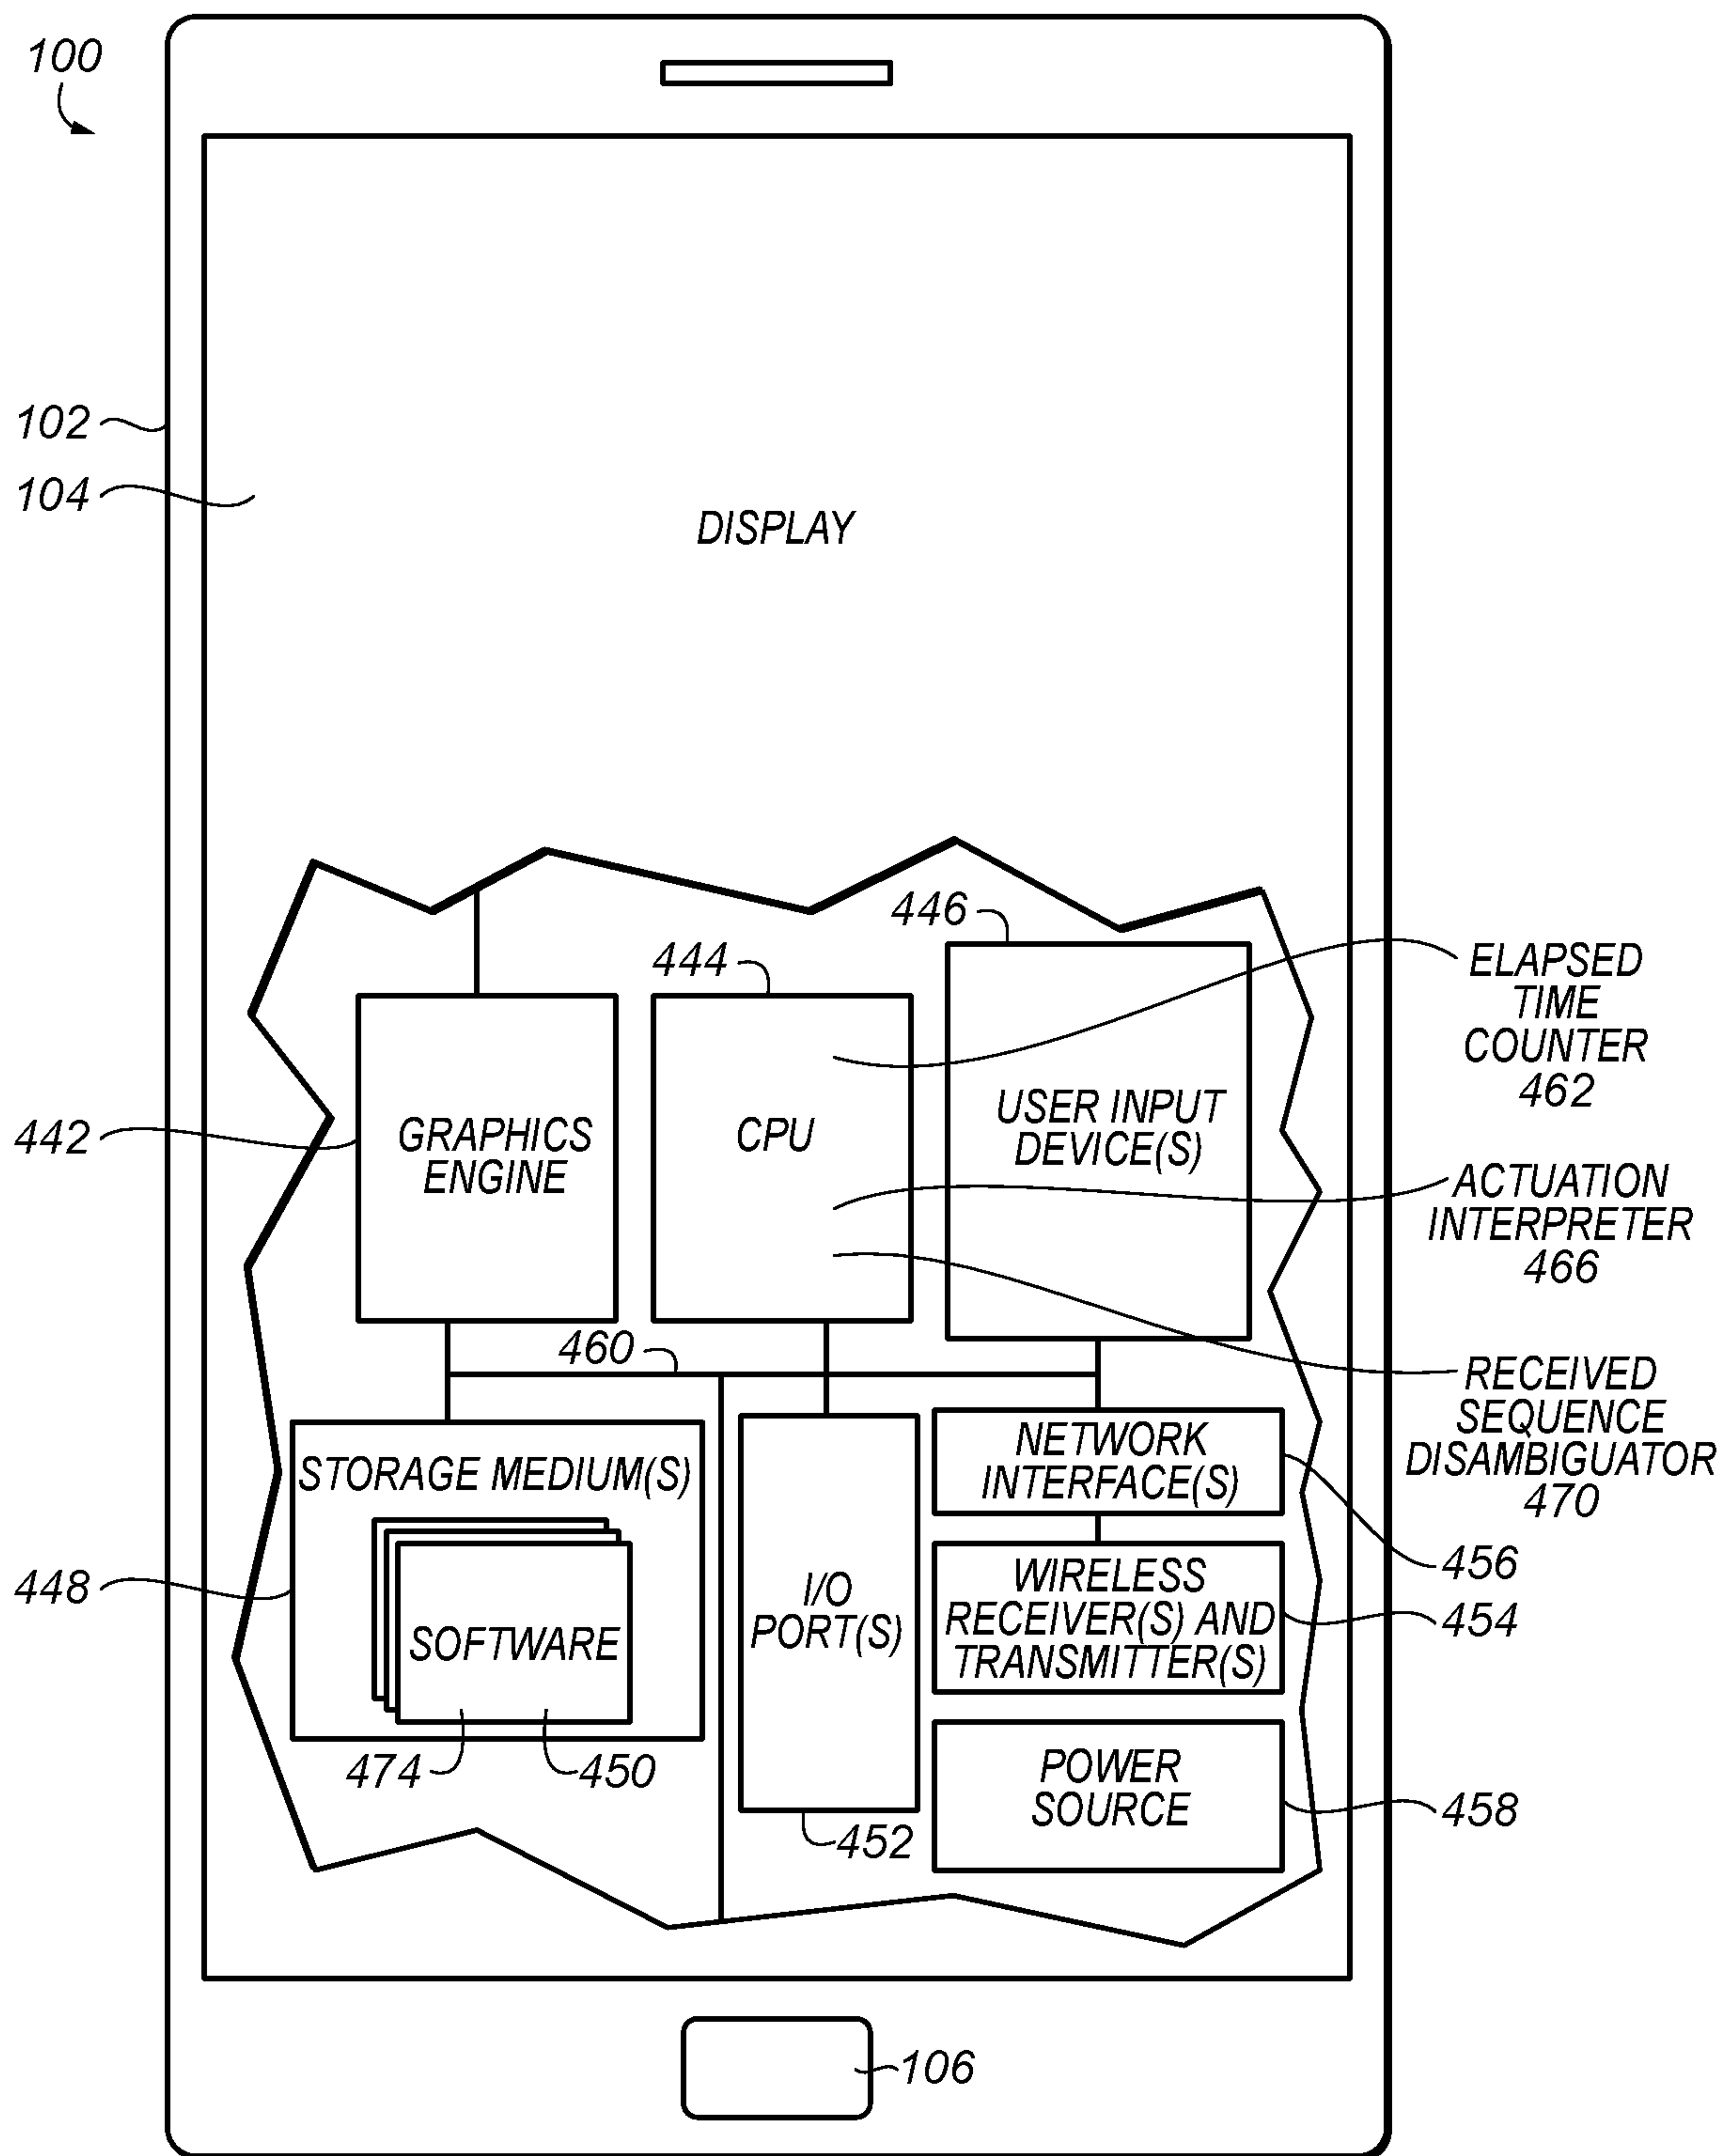 100
102
104
DISPLAY
446
444
ELAPSED
TIME
COUNTER
462
442
GRAPHICS
ENGINE
CPU
USER INPUT
DEVICE(S)
ACTUATION
INTERPRETER
466
460
RECEIVED
SEQUENCE
DISAMBIGUATOR
470
STORAGE MEDIUM(S)
NETWORK
INTERFACE(S)
456
448
SOFTWARE
I/O
PORT(S)
WIRELESS
RECEIVER(S) AND
TRANSMITTER(S)
454
474
450
POWER
SOURCE
458
452
106